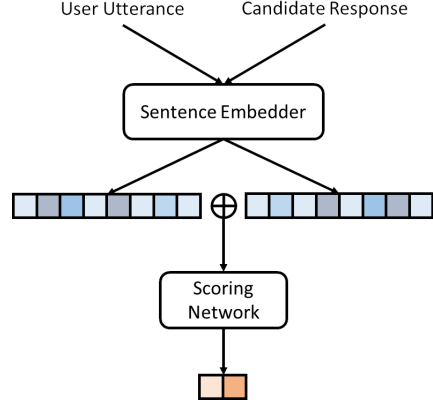 User Utterance
Candidate Response
Sentence Embedder
Scoring
Network